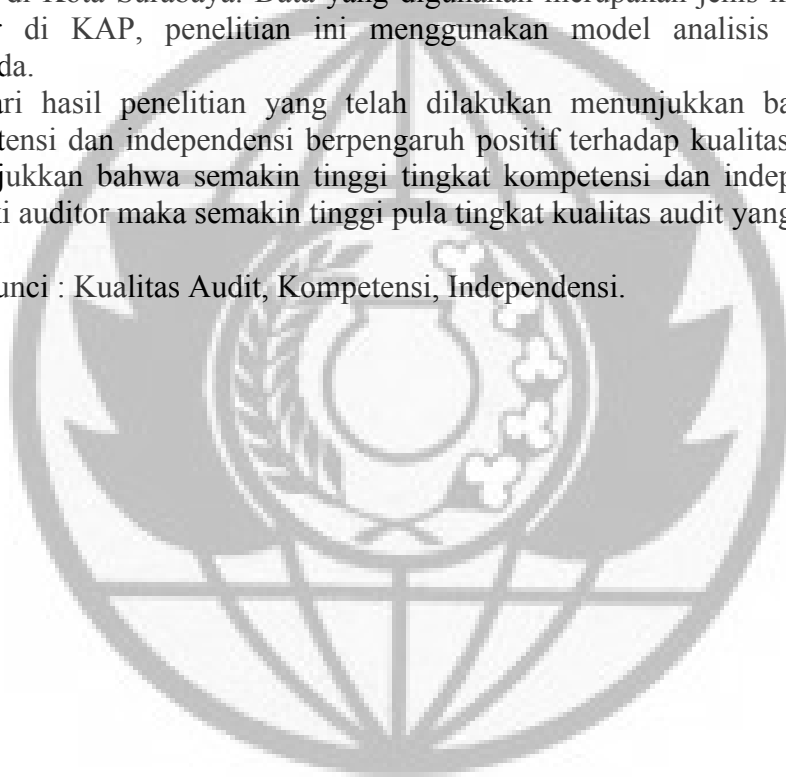 di Kota Surabaya. Data yang digunakan merupakan jenis
di KAP, penelitian ini menggunakan model analisis
da.
ari hasil penelitian yang telah dilakukan menunjukkan ba
tensi dan independensi berpengaruh positif terhadap kualitas
jukkan bahwa semakin tinggi tingkat kompetensi dan indep
ki auditor maka semakin tinggi pula tingkat kualitas audit yang
unci : Kualitas Audit, Kompetensi, Independensi.